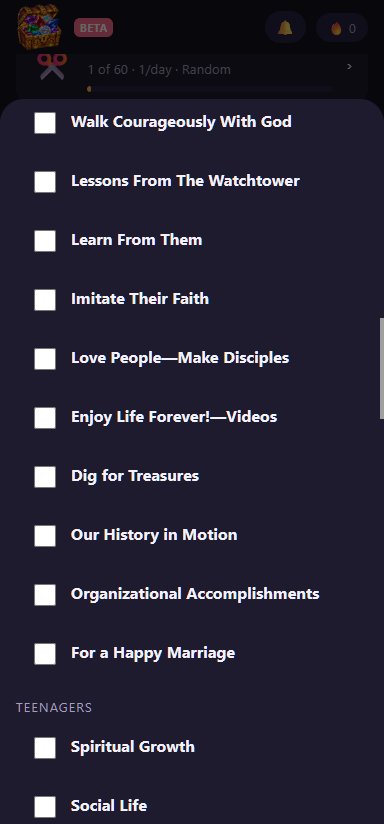 BETA
0
1 of 60 · 1/day · Random
Walk Courageously With God
Lessons From The Watchtower
Learn From Them
Imitate Their Faith
Love People—Make Disciples
Enjoy Life Forever!—Videos
Dig for Treasures
Our History in Motion
Organizational Accomplishments
For a Happy Marriage
TEENAGERS
Spiritual Growth
Social Life